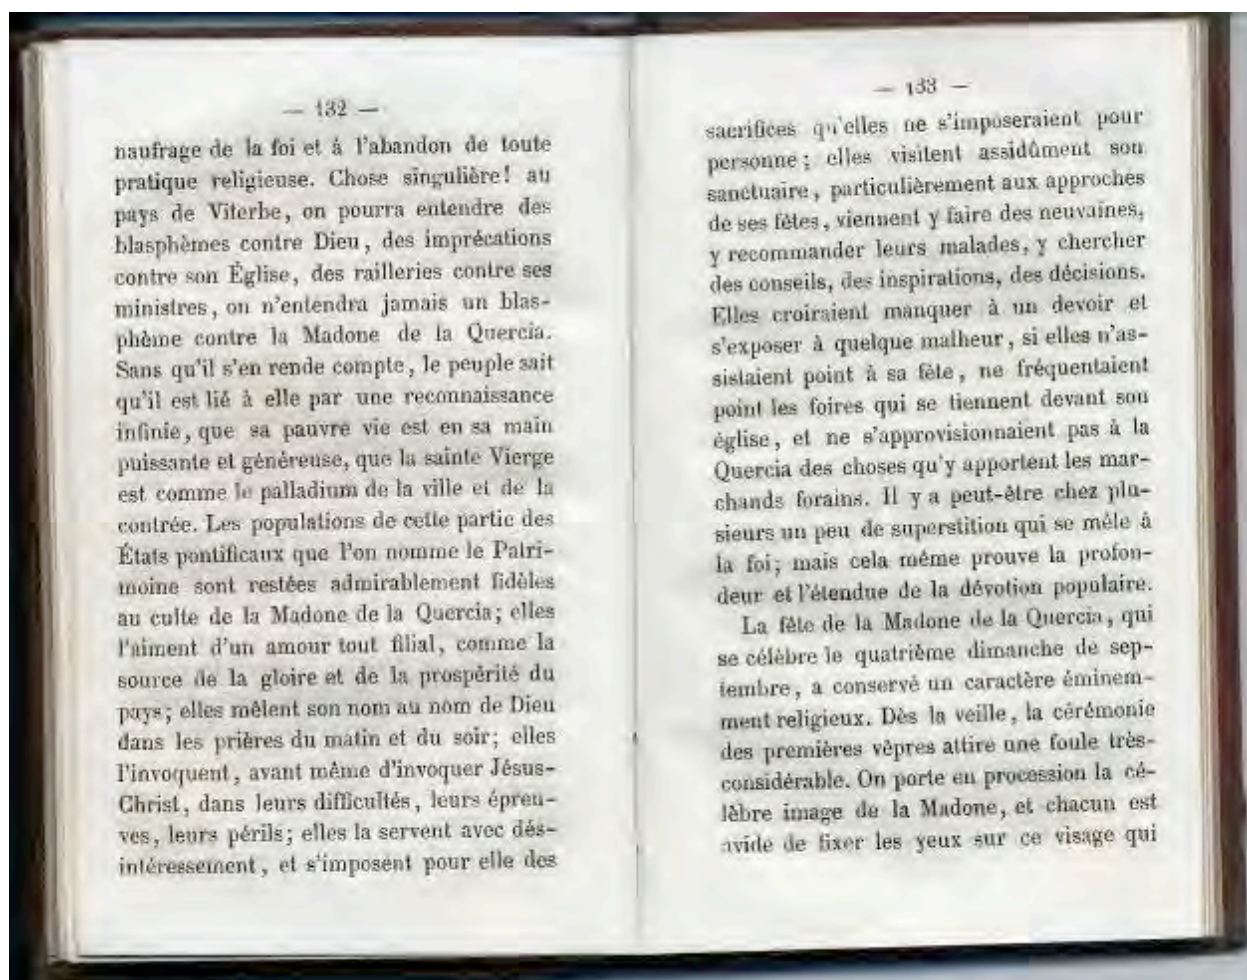 — 132 —
naufrage de la foi et à l'abandon de toute
pratique religieuse. Chose singulière! au
pays de Viterbe, on pourra entendre des
blasphèmes contre Dieu, des imprécations
contre son Église, des railleries contre ses
ministres, on n'entendra jamais un blas-
phème contre la Madone de la Quercia.
Sans qu'il s'en rende compte, le peuple sait
qu'il est lié à elle par une reconnaissance
infinie, que sa pauvre vie est en sa main
puissante et généreuse, que la sainte Vierge
est comme le palladium de la ville et de la
contrée. Les populations de cette partie des
États pontificaux que l'on nomme le Patri-
moine sont restées admirablement fidèles
au culte de la Madone de la Quercia; elles
l'aiment d'un amour tout filial, comme la
source de la gloire et de la prospérité du
pays; elles mêlent son nom au nom de Dieu
dans les prières du matin et du soir; elles
l'invoquent, avant même d'invoquer Jésus-
Christ, dans leurs difficultés, leurs épreu-
ves, leurs périls; elles la servent avec dés-
intéressement, et s'imposent pour elle des
— 133 —
sacrifices qu'elles ne s'imposeraient pour
personne; elles visitent assidûment son
sanctuaire, particulièrement aux approches
de ses fêtes, viennent y faire des neuvaines,
y recommander leurs malades, y chercher
des conseils, des inspirations, des décisions.
Elles croiraient manquer à un devoir et
s'exposer à quelque malheur, si elles n'as-
sistaient point à sa fête, ne fréquentaient
point les foires qui se tiennent devant son
église, et ne s'approvisionnaient pas à la
Quercia des choses qu'y apportent les mar-
chands forains. Il y a peut-être chez plu-
sieurs un peu de superstition qui se mêle à
la foi; mais cela même prouve la profon-
deur et l'étendue de la dévotion populaire.
La fête de la Madone de la Quercia, qui
se célèbre le quatrième dimanche de sep-
tembre, a conservé un caractère éminem-
ment religieux. Dès la veille, la cérémonie
des premières vêpres attire une foule très-
considérable. On porte en procession la cé-
lèbre image de la Madone, et chacun est
avide de fixer les yeux sur ce visage qui